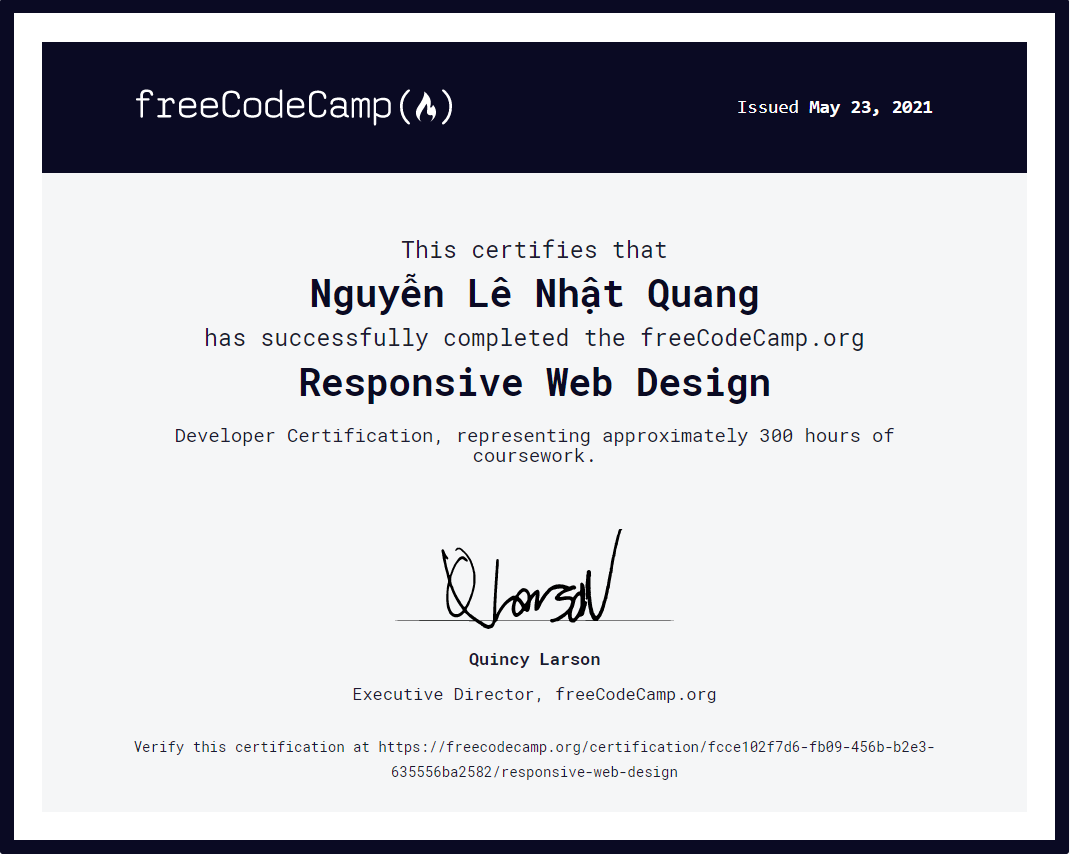 freeCodeCamp
Issued May 23, 2021
This certifies that
Nguyễn Lê Nhật Quang
has successfully completed the freeCodeCamp.org
Responsive Web Design
Developer Certification, representing approximately 300 hours of
coursework.
Q Larson
Quincy Larson
Executive Director, freeCodeCamp.org
Verify this certification at https://freecodecamp.org/certification/fcce102f7d6-fb09-456b-b2e3-
635556ba2582/responsive-web-design